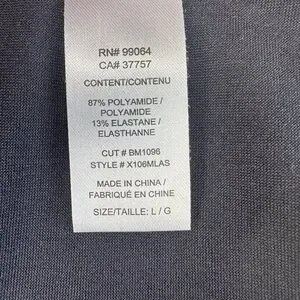 RN# 99064
CA# 37757
CONTENT/CONTENU
87% POLYAMIDE /
POLYAMIDE
13% ELASTANE /
ELASTHANNE
CUT # BM1096
STYLE # X106MLAS
MADE IN CHINA /
FABRIQUÉ EN CHINE
SIZE/TAILLE: L / G